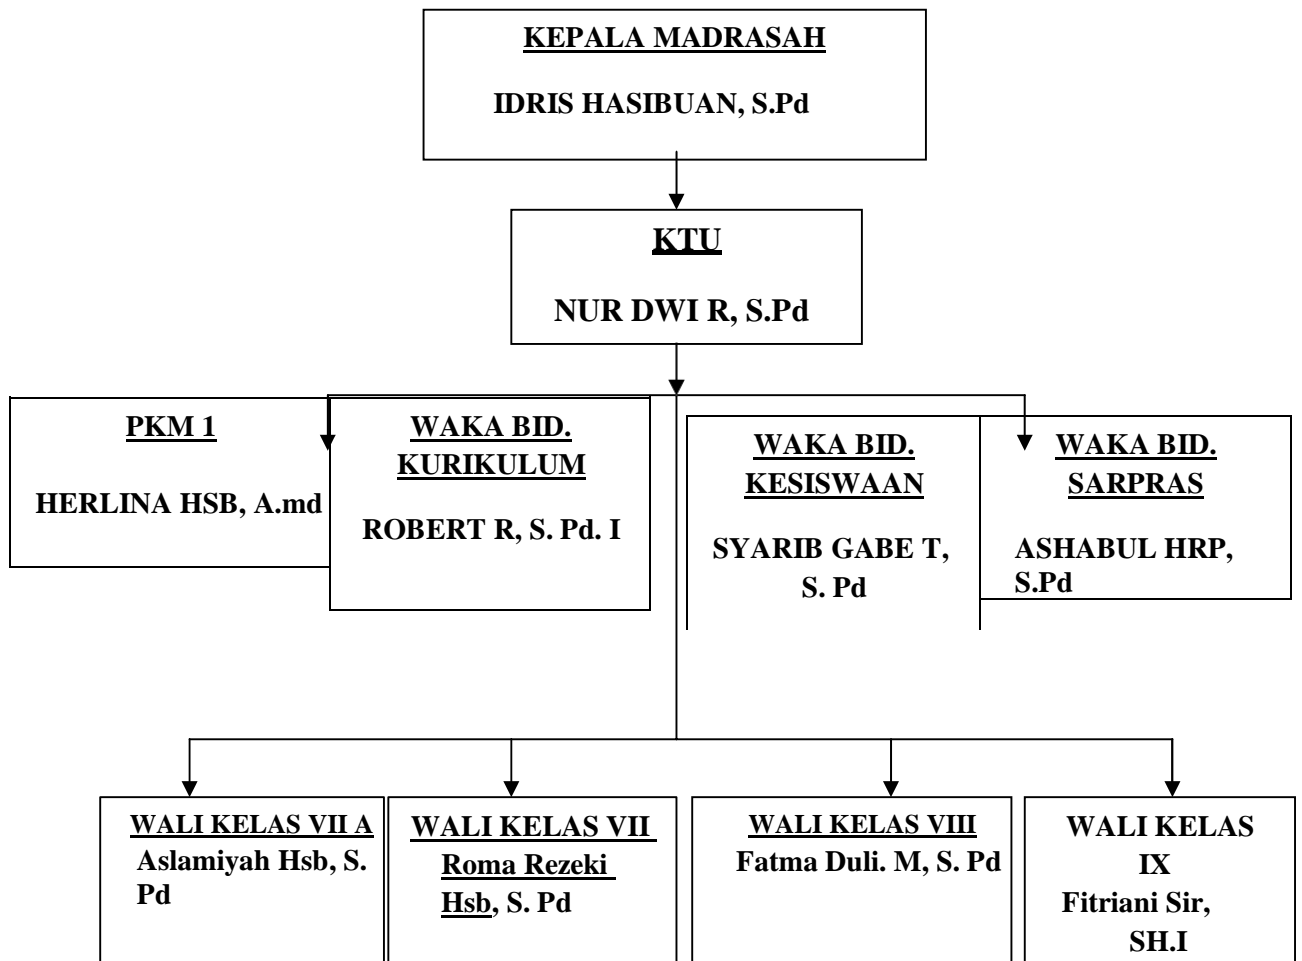 KEPALA MADRASAH
IDRIS HASIBUAN, S.Pd
KTU
NUR DWI R, S.Pd
PKM 1
HERLINA HSB, A.md
WAKA BID.
KURIKULUM
ROBERT R, S. Pd. I
WAKA BID.
KESISWAAN
SYARIB GABE T,
S. Pd
WAKA BID.
SARPRAS
ASHABUL HRP,
S.Pd
WALI KELAS VII A
Aslamiyah Hsb, S.
Pd
WALI KELAS VII
Roma Rezeki
Hsb, S. Pd
WALI KELAS VIII
Fatma Duli. M, S. Pd
WALI KELAS
IX
Fitriani Sir,
SH.I